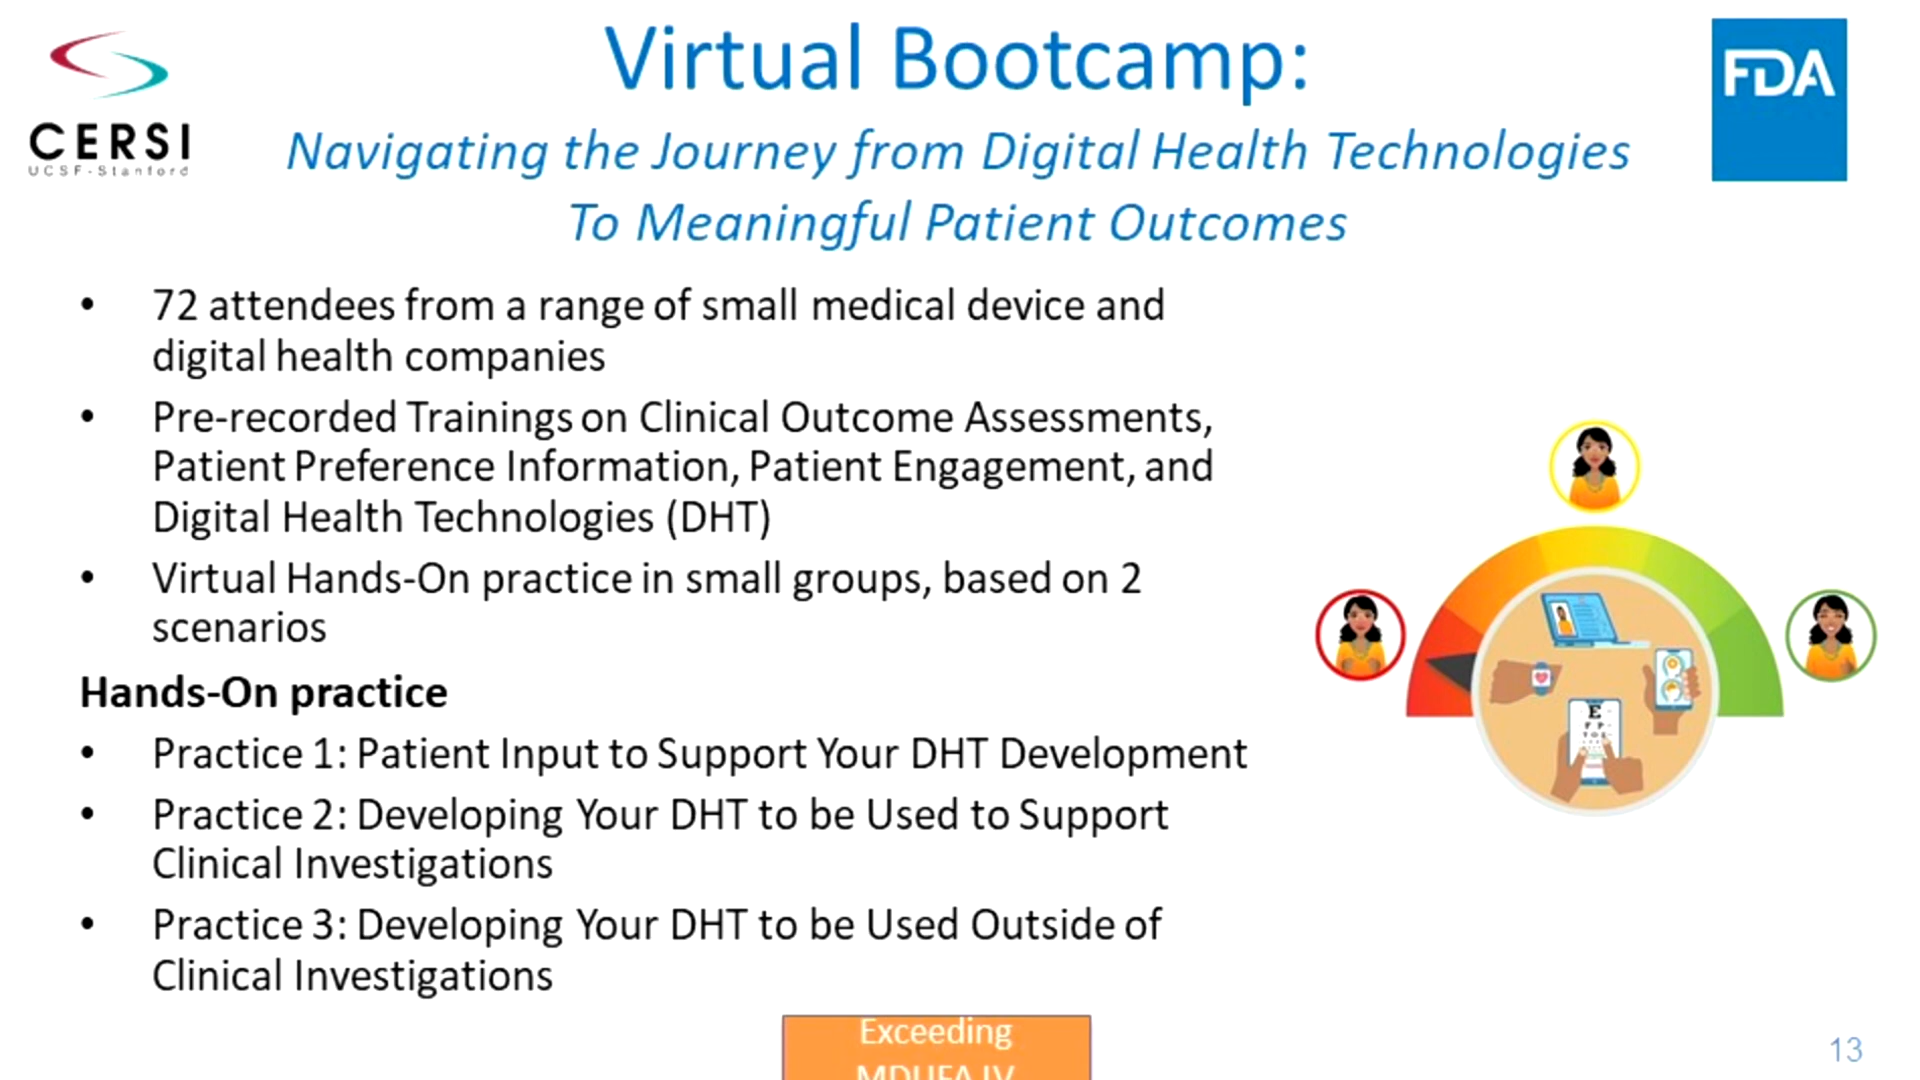 Virtual Bootcamp:
FDA
CERSI
UCSF-Stanford
Navigating the Journey from Digital Health Technologies
To Meaningful Patient Outcomes
• 72 attendees from a range of small medical device and
digital health companies
• Pre-recorded Trainings on Clinical Outcome Assessments,
Patient Preference Information, Patient Engagement, and
Digital Health Technologies (DHT)
• Virtual Hands-On practice in small groups, based on 2
scenarios
Hands-On practice
• Practice 1: Patient Input to Support Your DHT Development
• Practice 2: Developing Your DHT to be Used to Support
Clinical Investigations
• Practice 3: Developing Your DHT to be Used Outside of
Clinical Investigations
E
F P
Exceeding
MDUFA IV
13